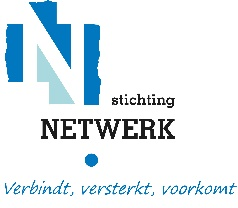 N
stichting
NETWERK
Verbindt, versterkt, voorkomt